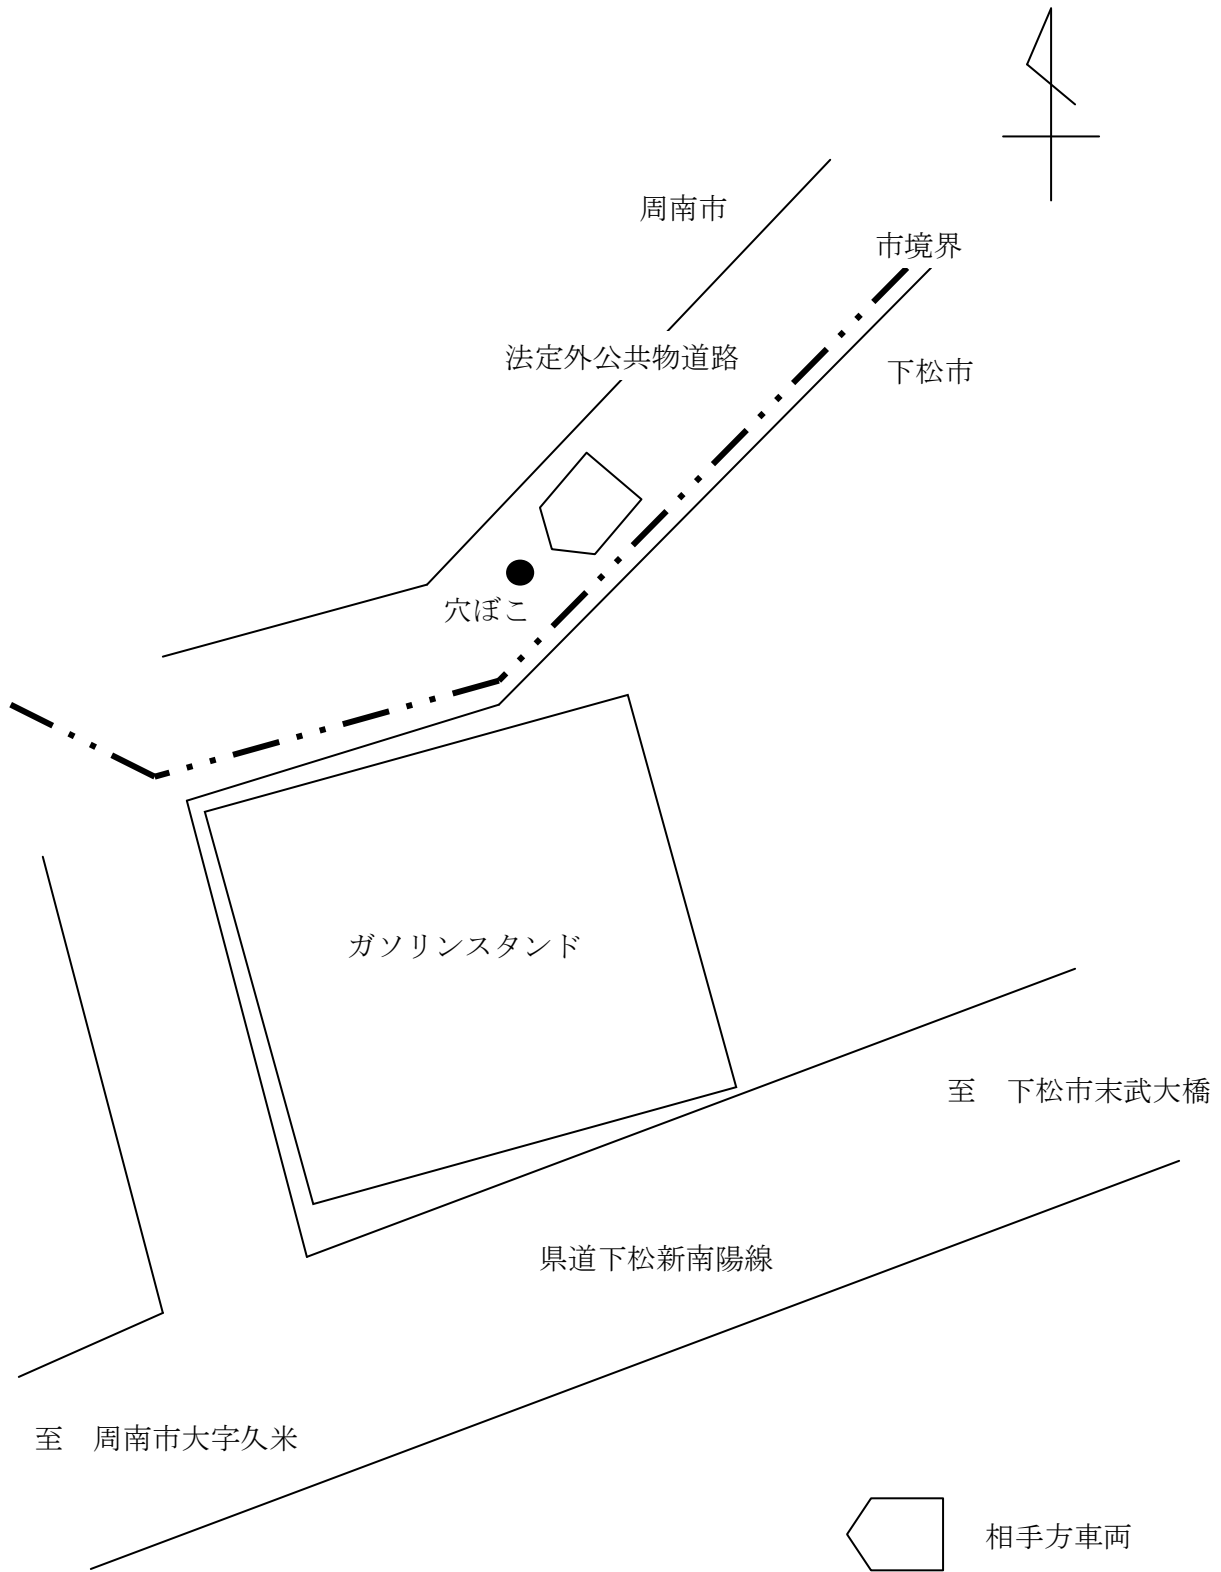 周南市
市境界
法定外公共物道路
下松市
穴ぼこ
ガソリンスタンド
至　下松市末武大橋
県道下松新南陽線
至　周南市大字久米
相手方車両